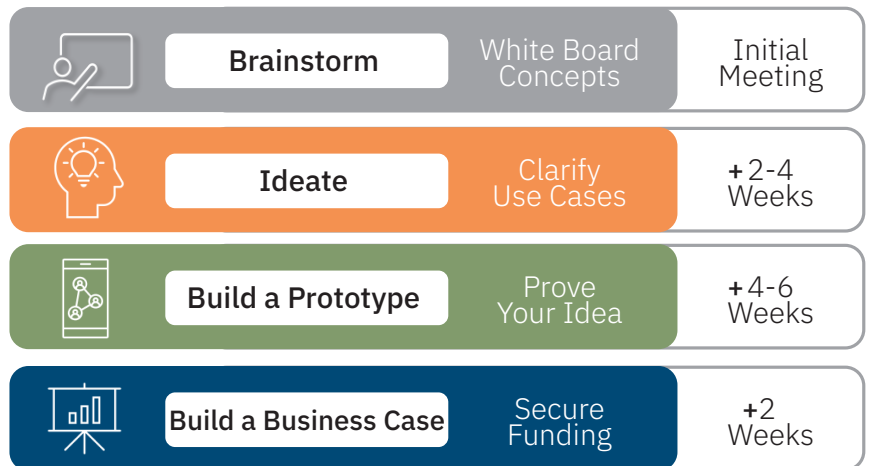 Brainstorm
White Board
Concepts
Initial
Meeting
Ideate
Clarify
Use Cases
+2-4
Weeks
Build a Prototype
Prove
Your Idea
+4-6
Weeks
Build a Business Case
Secure
Funding
+2
Weeks